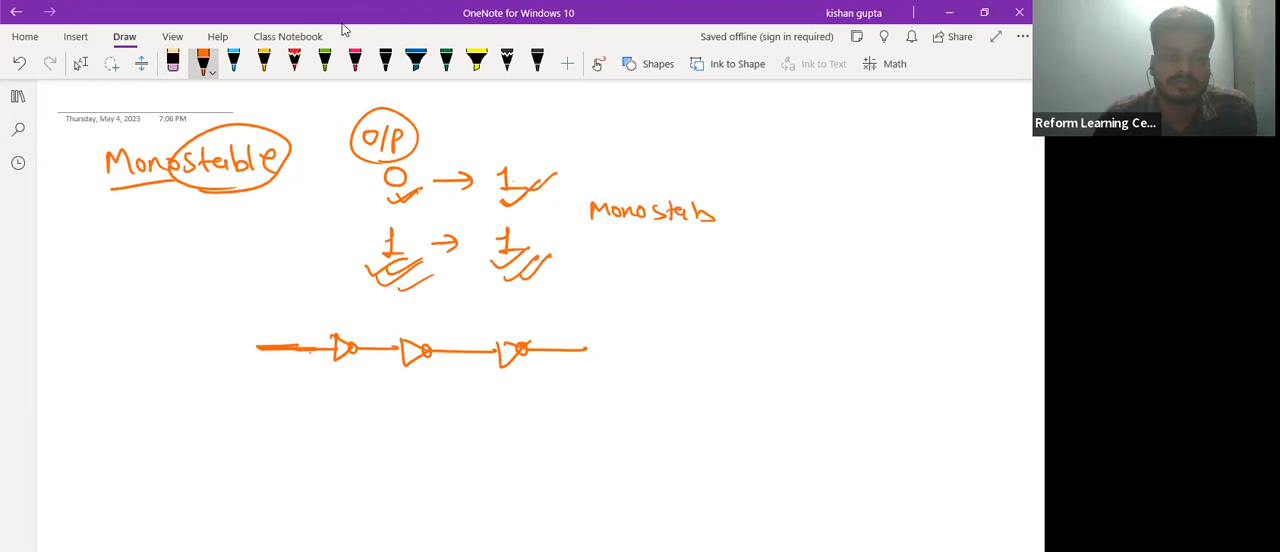 OneNote for Windows 10
kishan gupta
Home Insert Draw View Help Class Notebook
Saved offline (sign in required)
Share
Shapes
Ink to Shape
Ink to Text
Math
Reform Learning Ce...
Thursday, May 4, 2023 7:06 PM
Monostable
O/P
0 → 1
Monostab
1 → 1